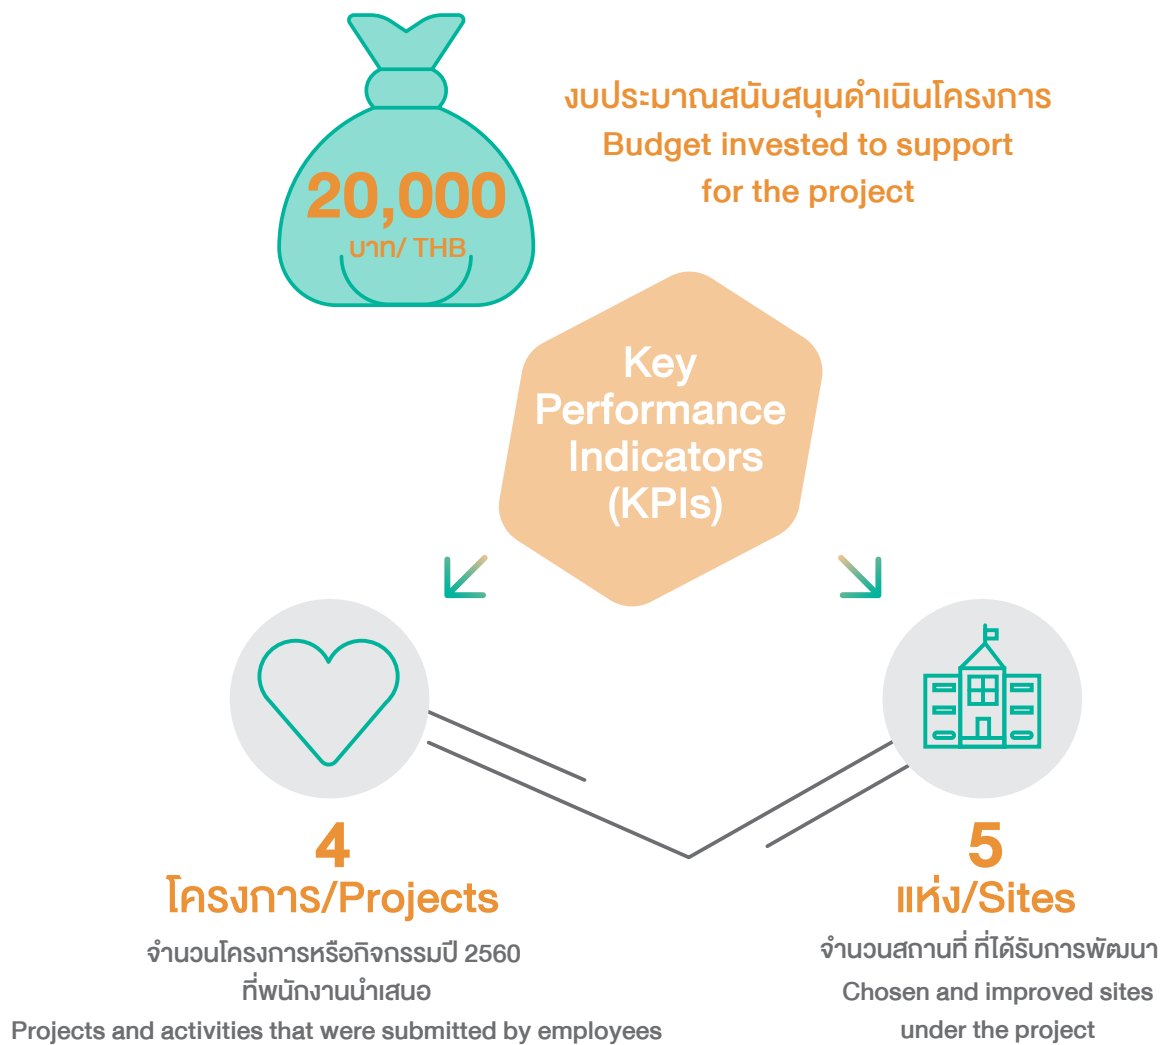 20,000
บาท/ THB
งบประมาณสนับสนุนดำเนินโครงการ
Budget invested to support
for the project
Key
Performance
Indicators
(KPIs)
4
โครงการ/Projects
จำนวนโครงการหรือกิจกรรมปี 2560
ที่พนักงานนำเสนอ
Projects and activities that were submitted by employees
5
แห่ง/Sites
จำนวนสถานที่ ที่ได้รับการพัฒนา
Chosen and improved sites
under the project